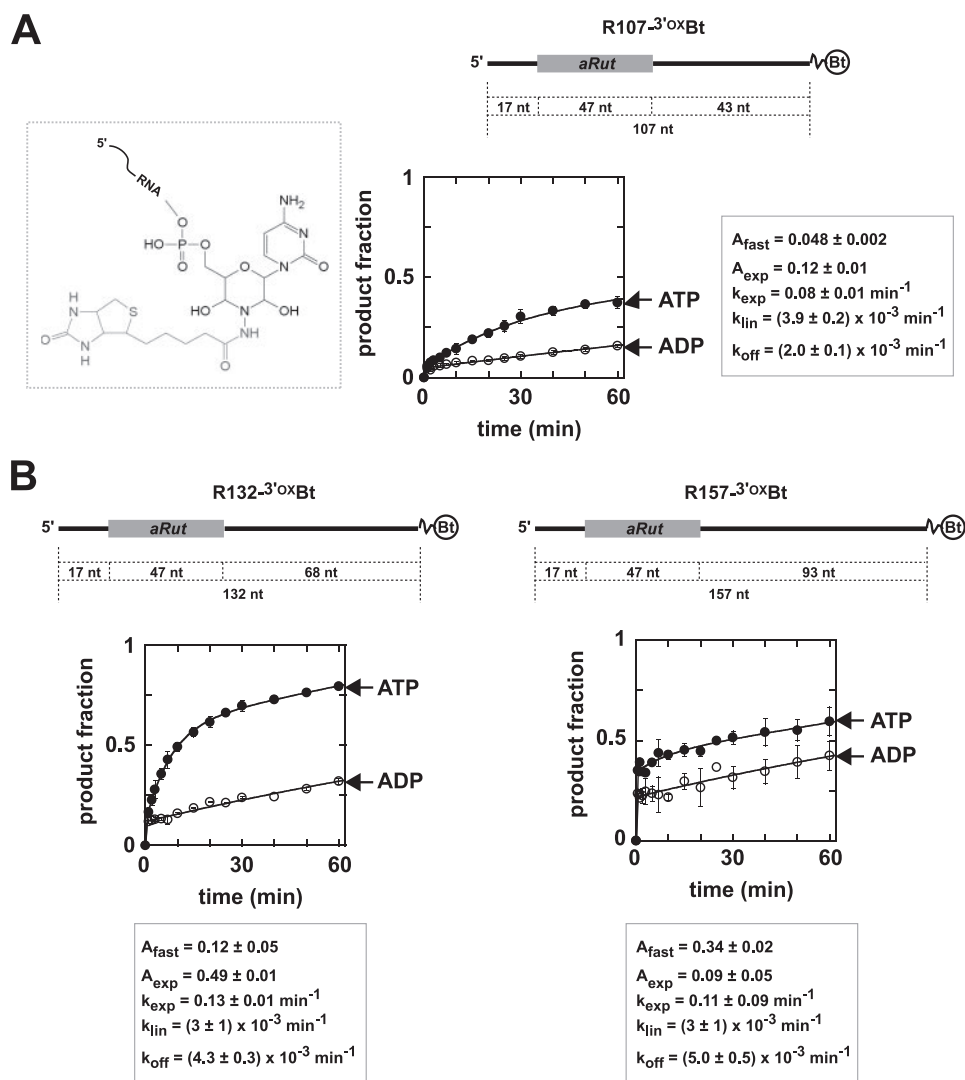 A
R107-3'oxBt
5'
aRut
Bt
17 nt 47 nt 43 nt
107 nt
5'
RNA
O
HO-P-O
O
NH2
N
N
O
O
HO
OH
N
NH
O
H
N
O
N
H
S
product fraction
1
0.5
0
0 30 60
time (min)
ATP
ADP
Afast = 0.048 ± 0.002
Aexp = 0.12 ± 0.01
kexp = 0.08 ± 0.01 min-1
klin = (3.9 ± 0.2) x 10-3 min-1
koff = (2.0 ± 0.1) x 10-3 min-1
B
R132-3'oxBt
5'
aRut
Bt
17 nt 47 nt 68 nt
132 nt
product fraction
1
0.5
0
0 30 60
time (min)
ATP
ADP
Afast = 0.12 ± 0.05
Aexp = 0.49 ± 0.01
kexp = 0.13 ± 0.01 min-1
klin = (3 ± 1) x 10-3 min-1
koff = (4.3 ± 0.3) x 10-3 min-1
R157-3'oxBt
5'
aRut
Bt
17 nt 47 nt 93 nt
157 nt
product fraction
1
0.5
0
0 30 60
time (min)
ATP
ADP
Afast = 0.34 ± 0.02
Aexp = 0.09 ± 0.05
kexp = 0.11 ± 0.09 min-1
klin = (3 ± 1) x 10-3 min-1
koff = (5.0 ± 0.5) x 10-3 min-1